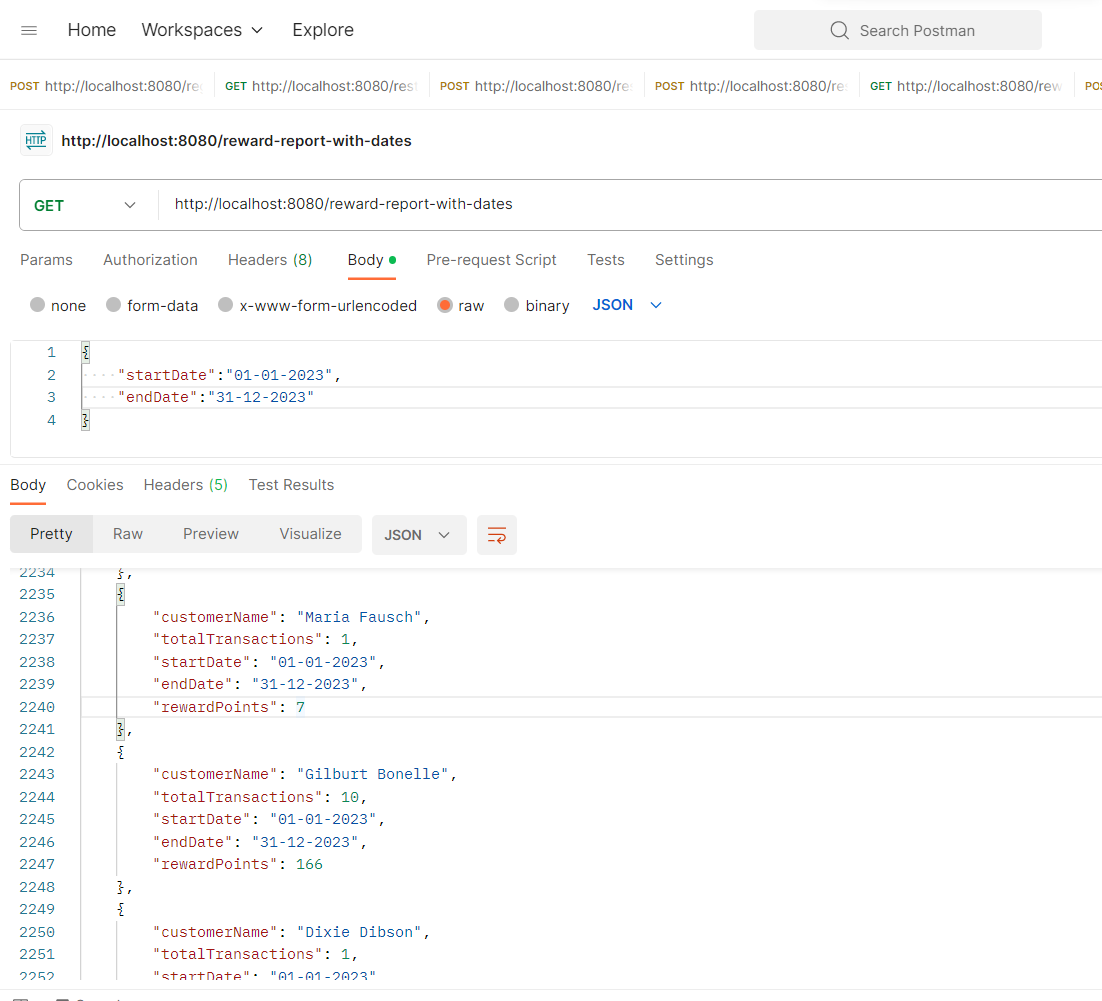 Home Workspaces Explore Search Postman
POST http://localhost:8080/re GET http://localhost:8080/res POST http://localhost:8080/re POST http://localhost:8080/re GET http://localhost:8080/rew POS
HTTP http://localhost:8080/reward-report-with-dates
GET http://localhost:8080/reward-report-with-dates
Params Authorization Headers (8) Body Pre-request Script Tests Settings
none form-data x-www-form-urlencoded raw binary JSON
1 {
2 "startDate":"01-01-2023",
3 "endDate":"31-12-2023"
4 }
Body Cookies Headers (5) Test Results
Pretty Raw Preview Visualize JSON
2234 },
2235 {
2236 "customerName": "Maria Fausch",
2237 "totalTransactions": 1,
2238 "startDate": "01-01-2023",
2239 "endDate": "31-12-2023",
2240 "rewardPoints": 7
2241 },
2242 {
2243 "customerName": "Gilburt Bonelle",
2244 "totalTransactions": 10,
2245 "startDate": "01-01-2023",
2246 "endDate": "31-12-2023",
2247 "rewardPoints": 166
2248 },
2249 {
2250 "customerName": "Dixie Dibson",
2251 "totalTransactions": 1,
2252 "startDate": "01-01-2023"